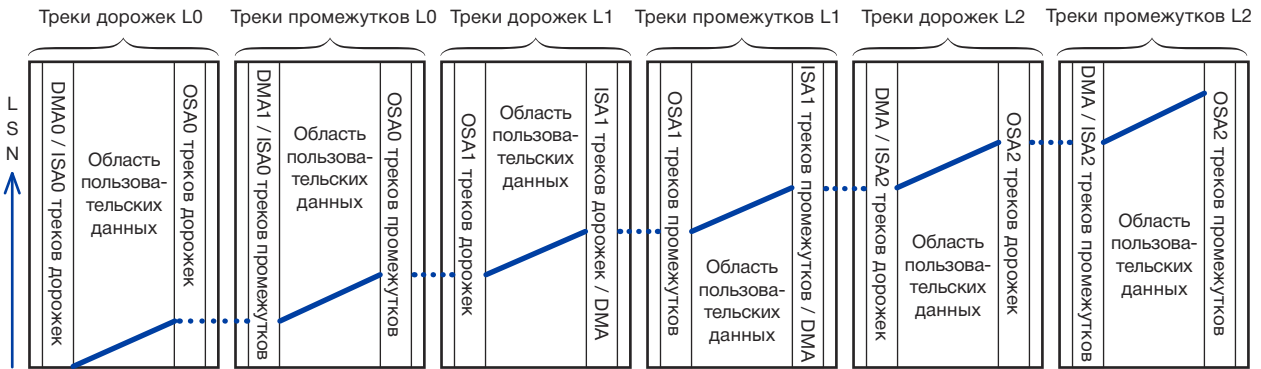 Треки дорожек L0
Треки промежутков L0
Треки дорожек L1
Треки промежутков L1
Треки дорожек L2
Треки промежутков L2
L
S
N
DMA0 / ISA0 треков дорожек
Область
пользова-
тельских
данных
OSA0 треков дорожек
DMA1 / ISA0 треков промежутков
Область
пользова-
тельских
данных
OSA0 треков промежутков
OSA1 треков дорожек
Область
пользова-
тельских
данных
ISA1 треков дорожек / DMA
OSA1 треков промежутков
Область
пользова-
тельских
данных
ISA1 треков промежутков / DMA
DMA / ISA2 треков дорожек
Область
пользова-
тельских
данных
OSA2 треков дорожек
DMA / ISA2 треков промежутков
Область
пользова-
тельских
данных
OSA2 треков промежутков